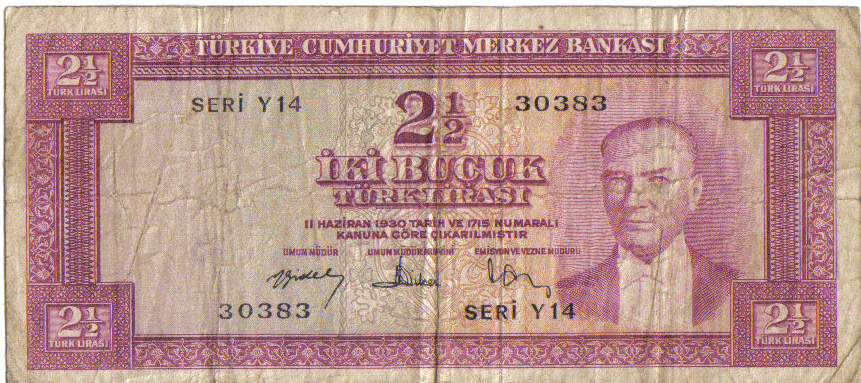 TÜRKİYE CUMHURİYET MERKEZ BANKASI
2½ 2½
TÜRK LİRASI TÜRK LİRASI
SERİ Y14 2½ 30383
İKİ BUÇUK
TÜRK LİRASI
11 HAZİRAN 1930 TARİH VE 1715 NUMARALI
KANUNA GÖRE ÇIKARILMIŞTIR
UMUM MÜDÜR UMUM MÜDÜR MUAVİNİ EMİSYON VE VEZNE MÜDÜRÜ
30383 SERİ Y14
2½ 2½
TÜRK LİRASI TÜRK LİRASI